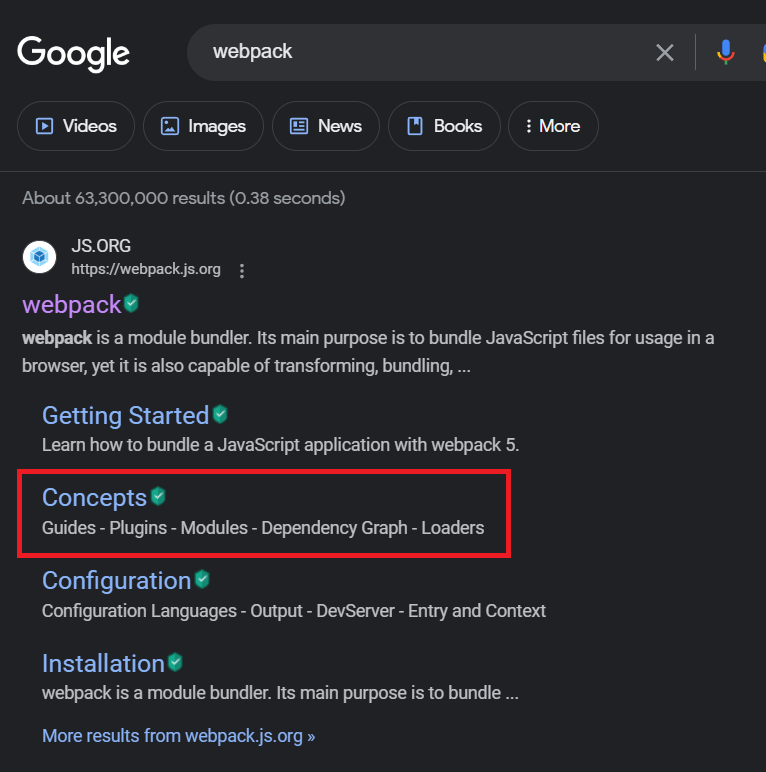 Google
webpack
Videos
Images
News
Books
More
About 63,300,000 results (0.38 seconds)
JS.ORG
https://webpack.js.org
webpack
webpack is a module bundler. Its main purpose is to bundle JavaScript files for usage in a
browser, yet it is also capable of transforming, bundling, ...
Getting Started
Learn how to bundle a JavaScript application with webpack 5.
Concepts
Guides - Plugins - Modules - Dependency Graph - Loaders
Configuration
Configuration Languages - Output - DevServer - Entry and Context
Installation
webpack is a module bundler. Its main purpose is to bundle ...
More results from webpack.js.org »